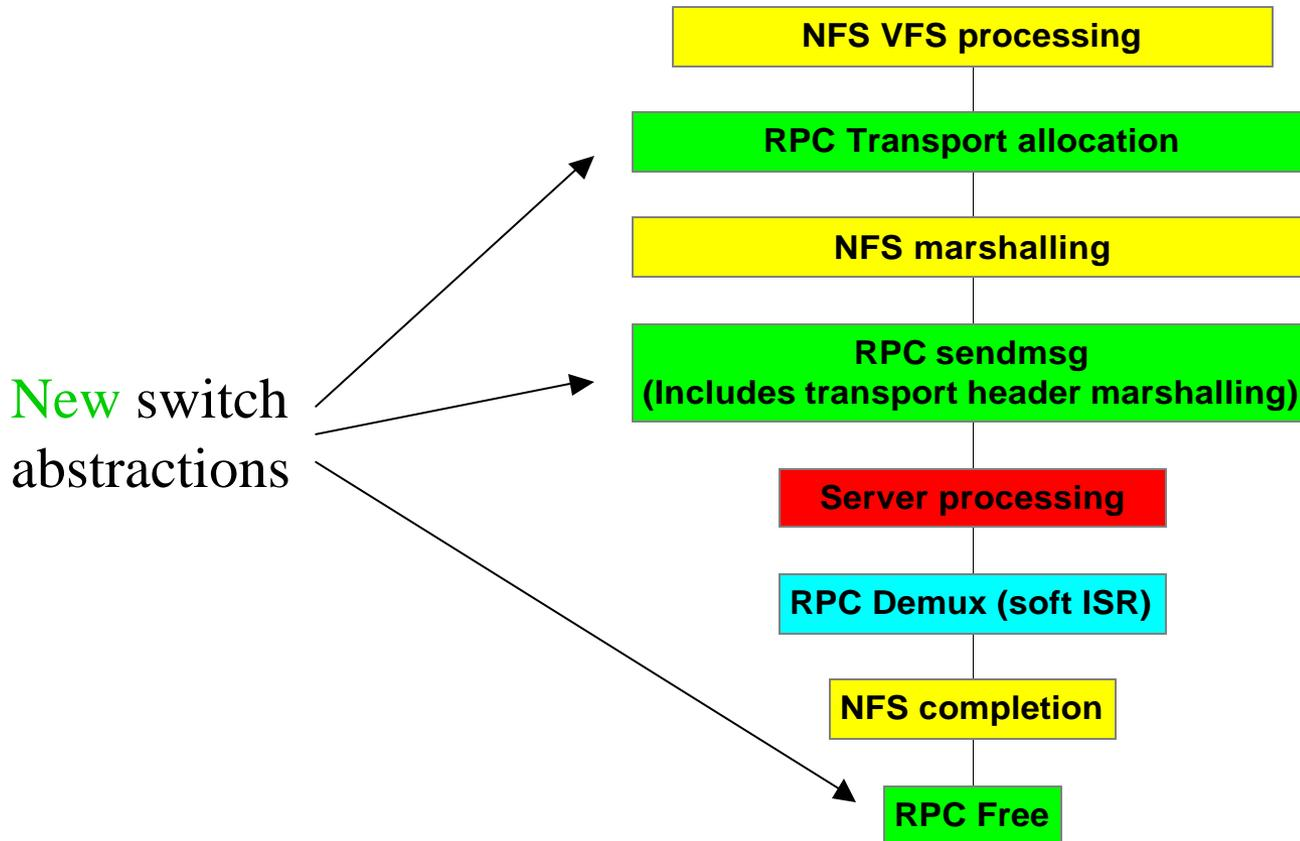 NFS VFS processing
RPC Transport allocation
NFS marshalling
RPC sendmsg
(Includes transport header marshalling)
New switch
abstractions
Server processing
RPC Demux (soft ISR)
NFS completion
RPC Free